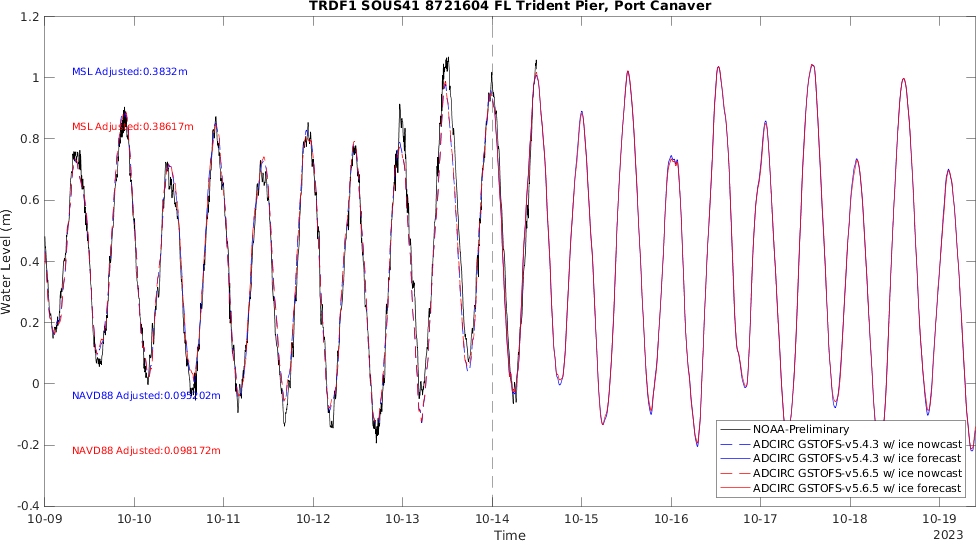 TRDF1 SOUS41 8721604 FL Trident Pier, Port Canaver
1.2
1
0.8
0.6
0.4
0.2
0
-0.2
-0.4
Water Level (m)
MSL Adjusted:0.3832m
MSL Adjusted:0.38617m
NAVD88 Adjusted:0.095202m
NAVD88 Adjusted:0.098172m
NOAA-Preliminary
ADCIRC GSTOFS-v5.4.3 w/ ice nowcast
ADCIRC GSTOFS-v5.4.3 w/ ice forecast
ADCIRC GSTOFS-v5.6.5 w/ ice nowcast
ADCIRC GSTOFS-v5.6.5 w/ ice forecast
10-09 10-10 10-11 10-12 10-13 10-14 10-15 10-16 10-17 10-18 10-19
Time
2023